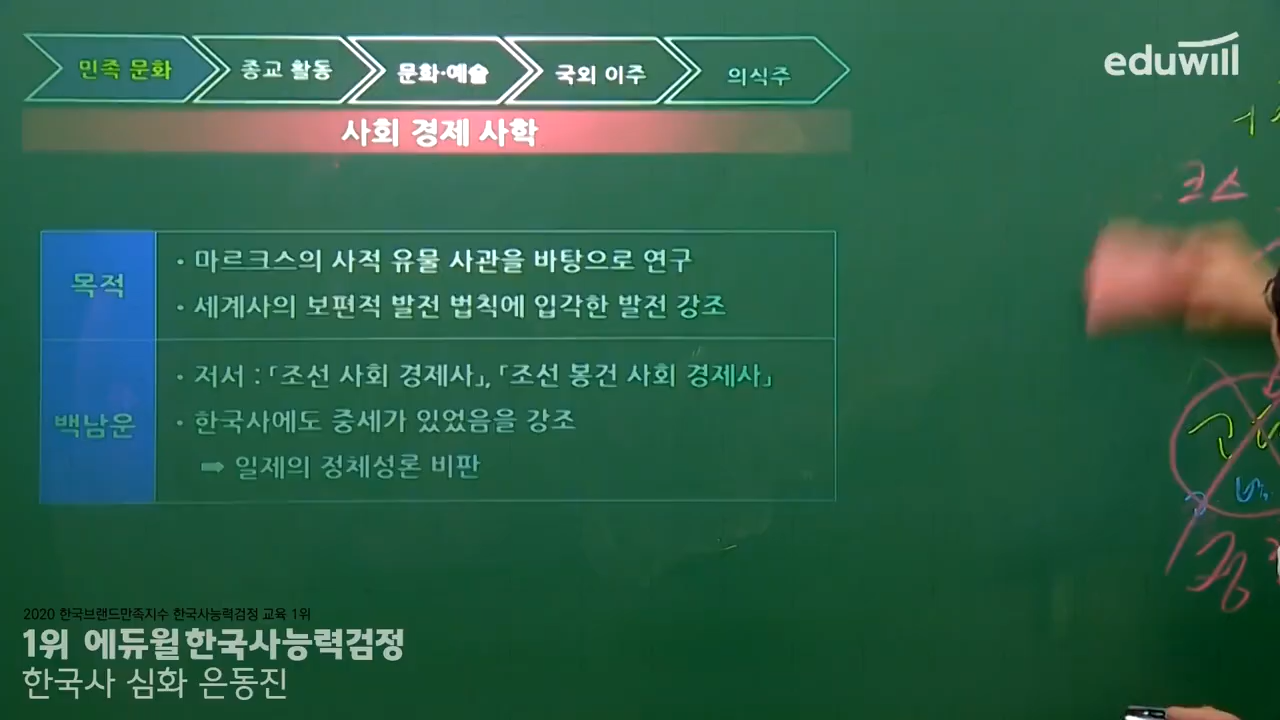 민족 문화
종교 활동
문화·예술
국외 이주
의식주
eduwill
사회 경제 사학
크스
목적
• 마르크스의 사적 유물 사관을 바탕으로 연구
• 세계사의 보편적 발전 법칙에 입각한 발전 강조
백남운
• 저서 : 「조선 사회 경제사」, 「조선 봉건 사회 경제사」
• 한국사에도 중세가 있었음을 강조
➡ 일제의 정체성론 비판
2020 한국브랜드만족지수 한국사능력검정 교육 1위
1위 에듀윌 한국사능력검정
한국사 심화 은동진